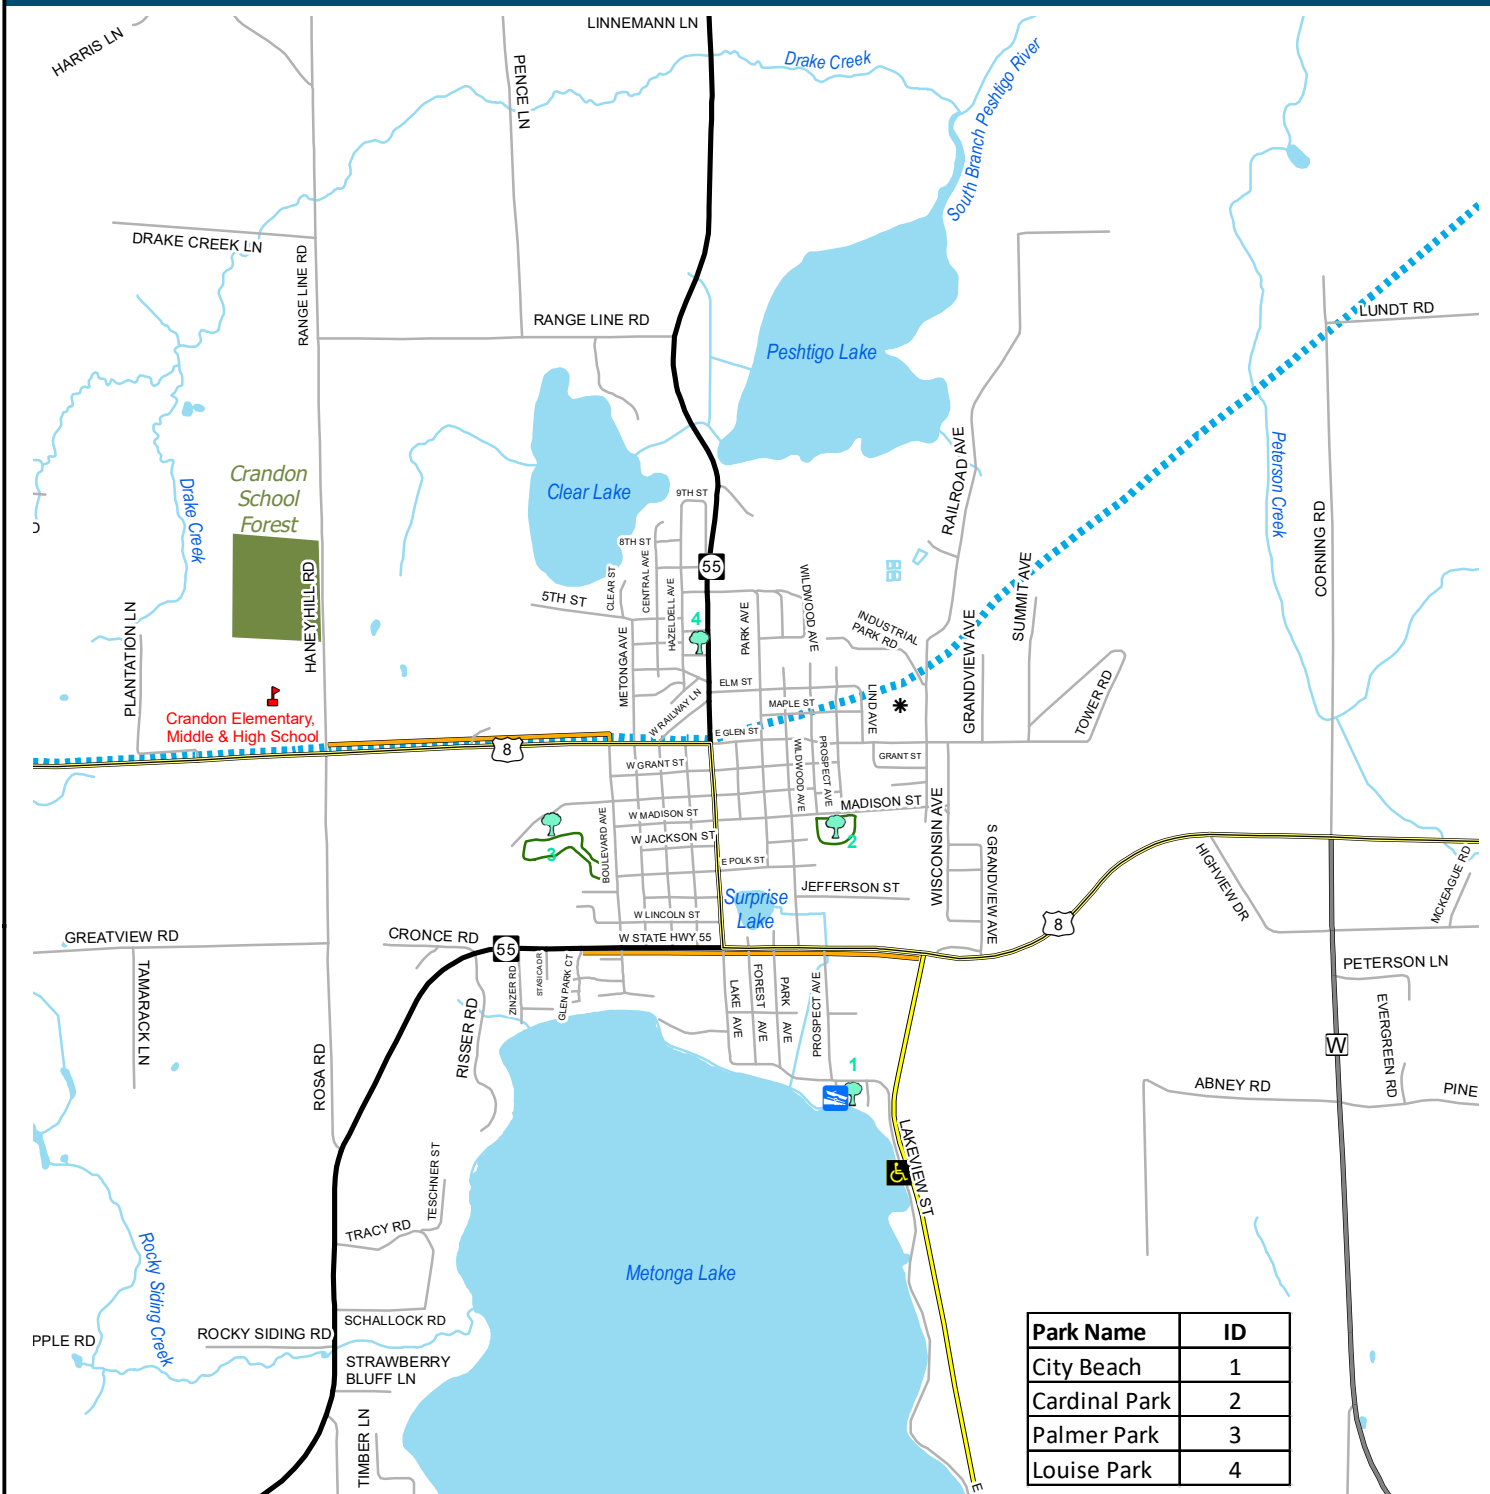 LINNEMANN LN
HARRIS LN
PENCE LN
Drake Creek
South Branch Peshtigo River
DRAKE CREEK LN
RANGE LINE RD
RANGE LINE RD
LUNDT RD
Peshtigo Lake
Clear Lake
Crandon
School
Forest
Drake Creek
Peterson Creek
RAILROAD AVE
CORNING RD
9TH ST
8TH ST
55
5TH ST
CLEAR ST
CENTRAL AVE
HAZELDELL AVE
METONGA AVE
PARK AVE
WILDWOOD AVE
INDUSTRIAL
PARK RD
GRANDVIEW AVE
SUMMIT AVE
TOWER RD
PLANTATION LN
HANEY HILL RD
4
Crandon Elementary,
Middle & High School
ELM ST
MAPLE ST
LIND AVE
W RAILWAY LN
E GLEN ST
8
W GRANT ST
GRANT ST
WILDWOOD AVE
PROSPECT AVE
MADISON ST
W MADISON ST
W JACKSON ST
BOULEVARD AVE
3
2
E POLK ST
WISCONSIN AVE
S GRANDVIEW AVE
JEFFERSON ST
Surprise
Lake
W LINCOLN ST
W STATE HWY 55
HIGHVIEW DR
MCKEAGUE RD
8
GREATVIEW RD
CRONCE RD
55
TAMARACK LN
ZINZER RD
STASICA DR
GLEN PARK CT
LAKE AVE
FOREST AVE
PARK AVE
PROSPECT AVE
PETERSON LN
EVERGREEN RD
W
RISSER RD
ROSA RD
1
ABNEY RD
PINE
LAKEVIEW ST
TESCHNER ST
TRACY RD
Metonga Lake
Rocky Siding Creek
SCHALLOCK RD
PPLE RD
ROCKY SIDING RD
STRAWBERRY
BLUFF LN
TIMBER LN
E
Park Name ID
City Beach 1
Cardinal Park 2
Palmer Park 3
Louise Park 4